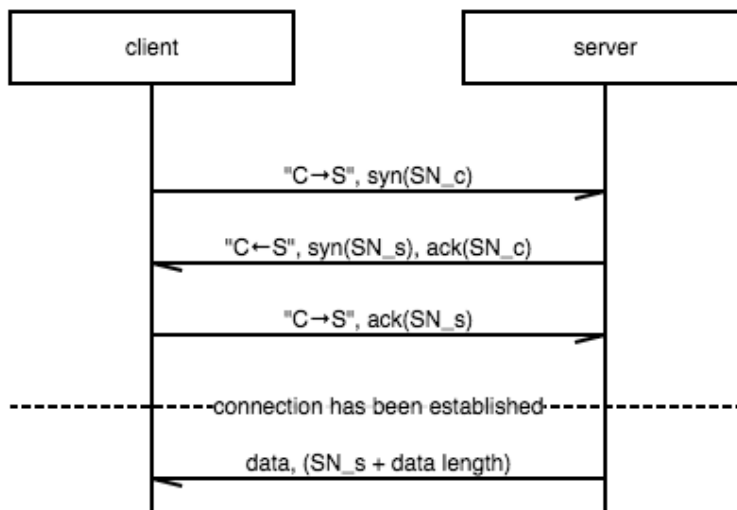 client
server
"C→S", syn(SN_c)
"C←S", syn(SN_s), ack(SN_c)
"C→S", ack(SN_s)
connection has been established
data, (SN_s + data length)